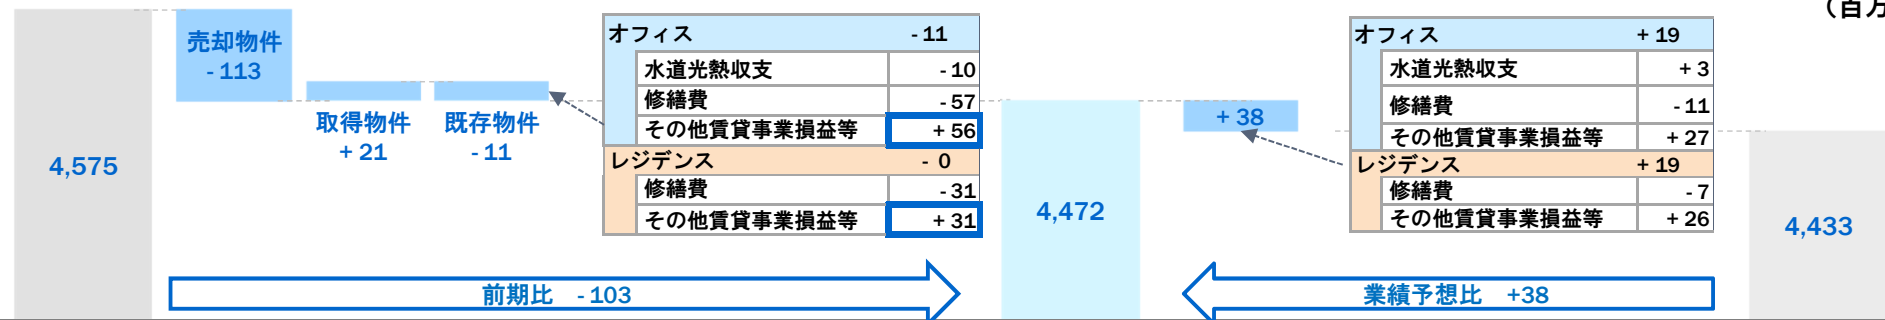 （百万
4,575
売却物件
- 113
取得物件
+ 21
既存物件
- 11
オフィス - 11
水道光熱収支 - 10
修繕費 - 57
その他賃貸事業損益等 + 56
レジデンス - 0
修繕費 - 31
その他賃貸事業損益等 + 31
4,472
+ 38
オフィス + 19
水道光熱収支 + 3
修繕費 - 11
その他賃貸事業損益等 + 27
レジデンス + 19
修繕費 - 7
その他賃貸事業損益等 + 26
4,433
前期比 - 103
業績予想比 +38